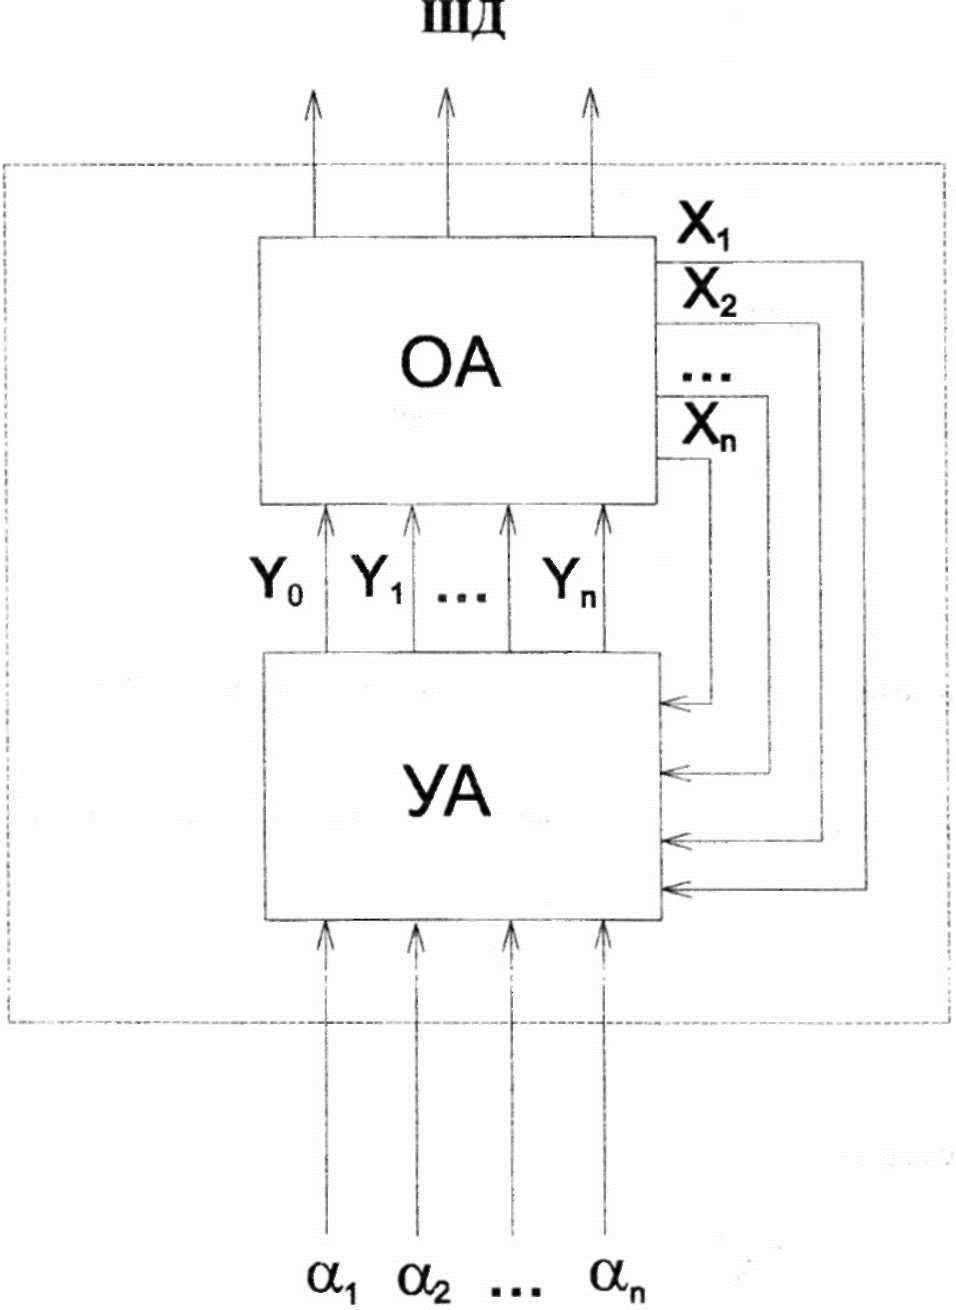 ШД
X1
X2
...
Xn
ОА
Y0 Y1 ... Yn
УА
α1 α2 ... αn